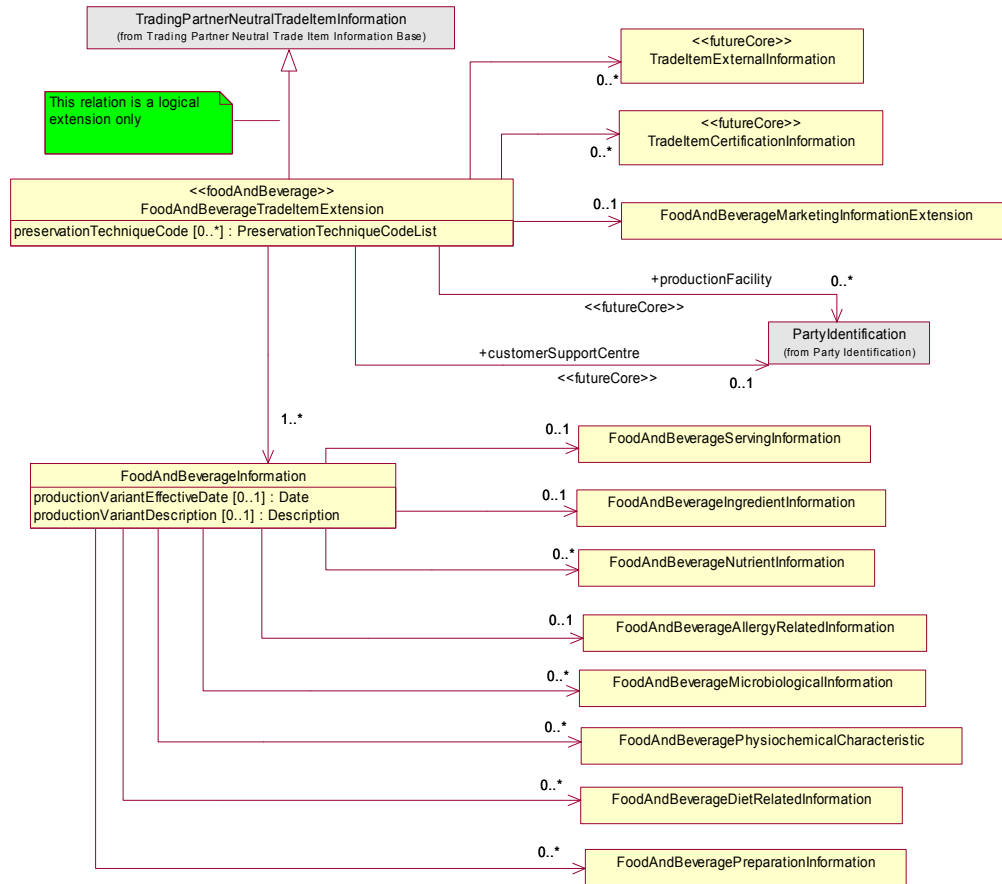 TradingPartnerNeutralTradeItemInformation
(from Trading Partner Neutral Trade Item Information Base)
This relation is a logical
extension only
<<futureCore>>
TradeItemExternalInformation
0..*
<<futureCore>>
TradeItemCertificationInformation
0..*
<<foodAndBeverage>>
FoodAndBeverageTradeItemExtension
preservationTechniqueCode [0..*] : PreservationTechniqueCodeList
0..1
FoodAndBeverageMarketingInformationExtension
+productionFacility
0..*
<<futureCore>>
PartyIdentification
(from Party Identification)
+customerSupportCentre
<<futureCore>>
0..1
1..*
FoodAndBeverageInformation
productionVariantEffectiveDate [0..1] : Date
productionVariantDescription [0..1] : Description
0..1
FoodAndBeverageServingInformation
0..1
FoodAndBeverageIngredientInformation
0..*
FoodAndBeverageNutrientInformation
0..1
FoodAndBeverageAllergyRelatedInformation
0..*
FoodAndBeverageMicrobiologicalInformation
0..*
FoodAndBeveragePhysiochemicalCharacteristic
0..*
FoodAndBeverageDietRelatedInformation
0..*
FoodAndBeveragePreparationInformation